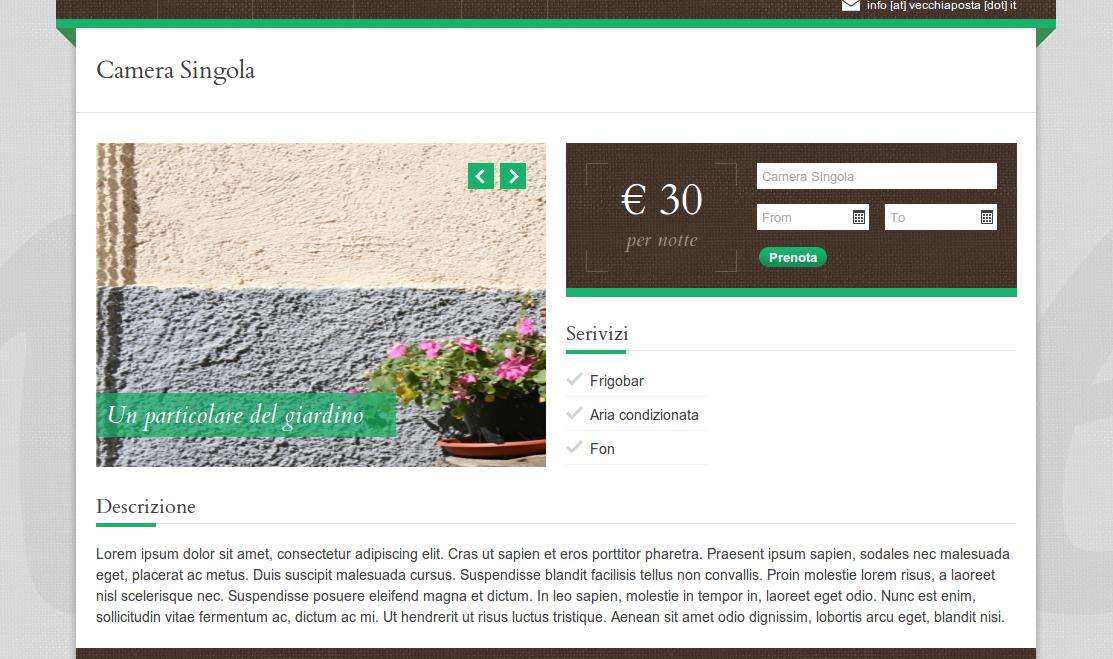 info [at] vecchiaposta [dot] it
Camera Singola
€ 30
per notte
Camera Singola
From
To
Prenota
Un particolare del giardino
Serivizi
Frigobar
Aria condizionata
Fon
Descrizione
Lorem ipsum dolor sit amet, consectetur adipiscing elit. Cras ut sapien et eros porttitor pharetra. Praesent ipsum sapien, sodales nec malesuada
eget, placerat ac metus. Duis suscipit malesuada cursus. Suspendisse blandit facilisis tellus non convallis. Proin molestie lorem risus, a laoreet
nisl scelerisque nec. Suspendisse posuere eleifend magna et dictum. In leo sapien, molestie in tempor in, laoreet eget odio. Nunc est enim,
sollicitudin vitae fermentum ac, dictum ac mi. Ut hendrerit ut risus luctus tristique. Aenean sit amet odio dignissim, lobortis arcu eget, blandit nisi.